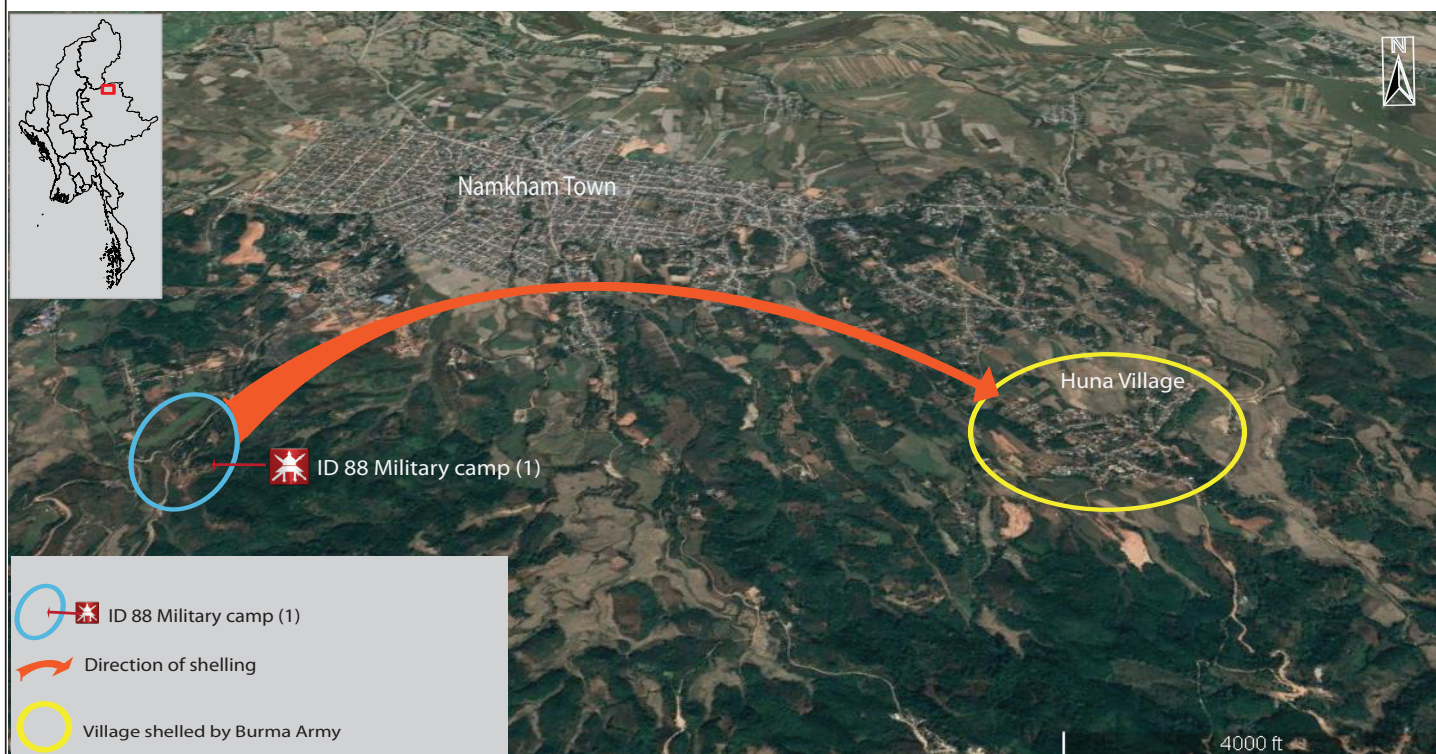 N
Namkham Town
Huna Village
ID 88 Military camp (1)
ID 88 Military camp (1)
Direction of shelling
Village shelled by Burma Army
4000 ft